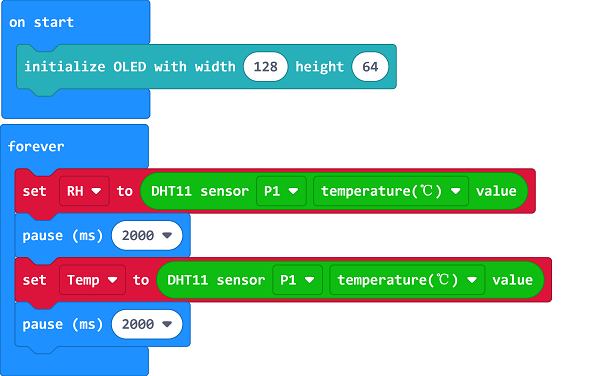 on start
initialize OLED with width 128 height 64
forever
set RH to DHT11 sensor P1 temperature(℃) value
pause (ms) 2000
set Temp to DHT11 sensor P1 temperature(℃) value
pause (ms) 2000